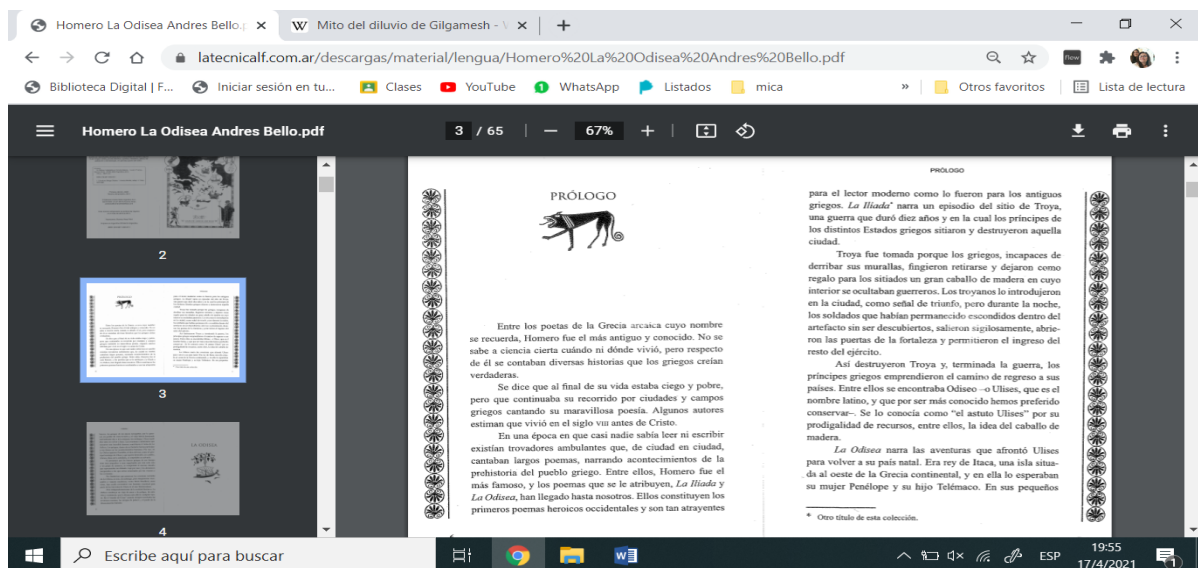 Homero La Odisea Andres Bello.p
Mito del diluvio de Gilgamesh -
latecnicalf.com.ar/descargas/material/lengua/Homero%20La%20Odisea%20Andres%20Bello.pdf
flow
Biblioteca Digital | F...
Iniciar sesión en tu...
Clases
YouTube
1 WhatsApp
Listados
mica
»
Otros favoritos
Lista de lectura
Homero La Odisea Andres Bello.pdf
3 / 65
67%
2
3
LA ODISEA
4
PRÓLOGO
Entre los poetas de la Grecia arcaica cuyo nombre
se recuerda, Homero fue el más antiguo y conocido. No se
sabe a ciencia cierta cuándo ni dónde vivió, pero respecto
de él se contaban diversas historias que los griegos creían
verdaderas.
Se dice que al final de su vida estaba ciego y pobre,
pero que continuaba su recorrido por ciudades y campos
griegos cantando su maravillosa poesía. Algunos autores
estiman que vivió en el siglo VIII antes de Cristo.
En una época en que casi nadie sabía leer ni escribir
existían trovadores ambulantes que, de ciudad en ciudad,
cantaban largos poemas, narrando acontecimientos de la
prehistoria del pueblo griego. Entre ellos, Homero fue el
más famoso, y los poemas que se le atribuyen, La Ilíada y
La Odisea, han llegado hasta nosotros. Ellos constituyen los
primeros poemas heroicos occidentales y son tan atrayentes
PRÓLOGO
para el lector moderno como lo fueron para los antiguos
griegos. La Ilíada* narra un episodio del sitio de Troya,
una guerra que duró diez años y en la cual los príncipes de
los distintos Estados griegos sitiaron y destruyeron aquella
ciudad.
Troya fue tomada porque los griegos, incapaces de
derribar sus murallas, fingieron retirarse y dejaron como
regalo para los sitiados un gran caballo de madera en cuyo
interior se ocultaban guerreros. Los troyanos lo introdujeron
en la ciudad, como señal de triunfo, pero durante la noche,
los soldados que habían permanecido escondidos dentro del
artefacto sin ser descubiertos, salieron sigilosamente, abrie-
ron las puertas de la fortaleza y permitieron el ingreso del
resto del ejército.
Así destruyeron Troya y, terminada la guerra, los
príncipes griegos emprendieron el camino de regreso a sus
países. Entre ellos se encontraba Odiseo –o Ulises, que es el
nombre latino, y que por ser más conocido hemos preferido
conservar–. Se lo conocía como "el astuto Ulises" por su
prodigalidad de recursos, entre ellos, la idea del caballo de
madera.
La Odisea narra las aventuras que afrontó Ulises
para volver a su país natal. Era rey de Itaca, una isla situa-
da al oeste de la Grecia continental, y en ella lo esperaban
su mujer Penélope y su hijo Telémaco. En sus pequeños
* Otro título de esta colección.
Escribe aquí para buscar
ESP
19:55
17/4/2021
1